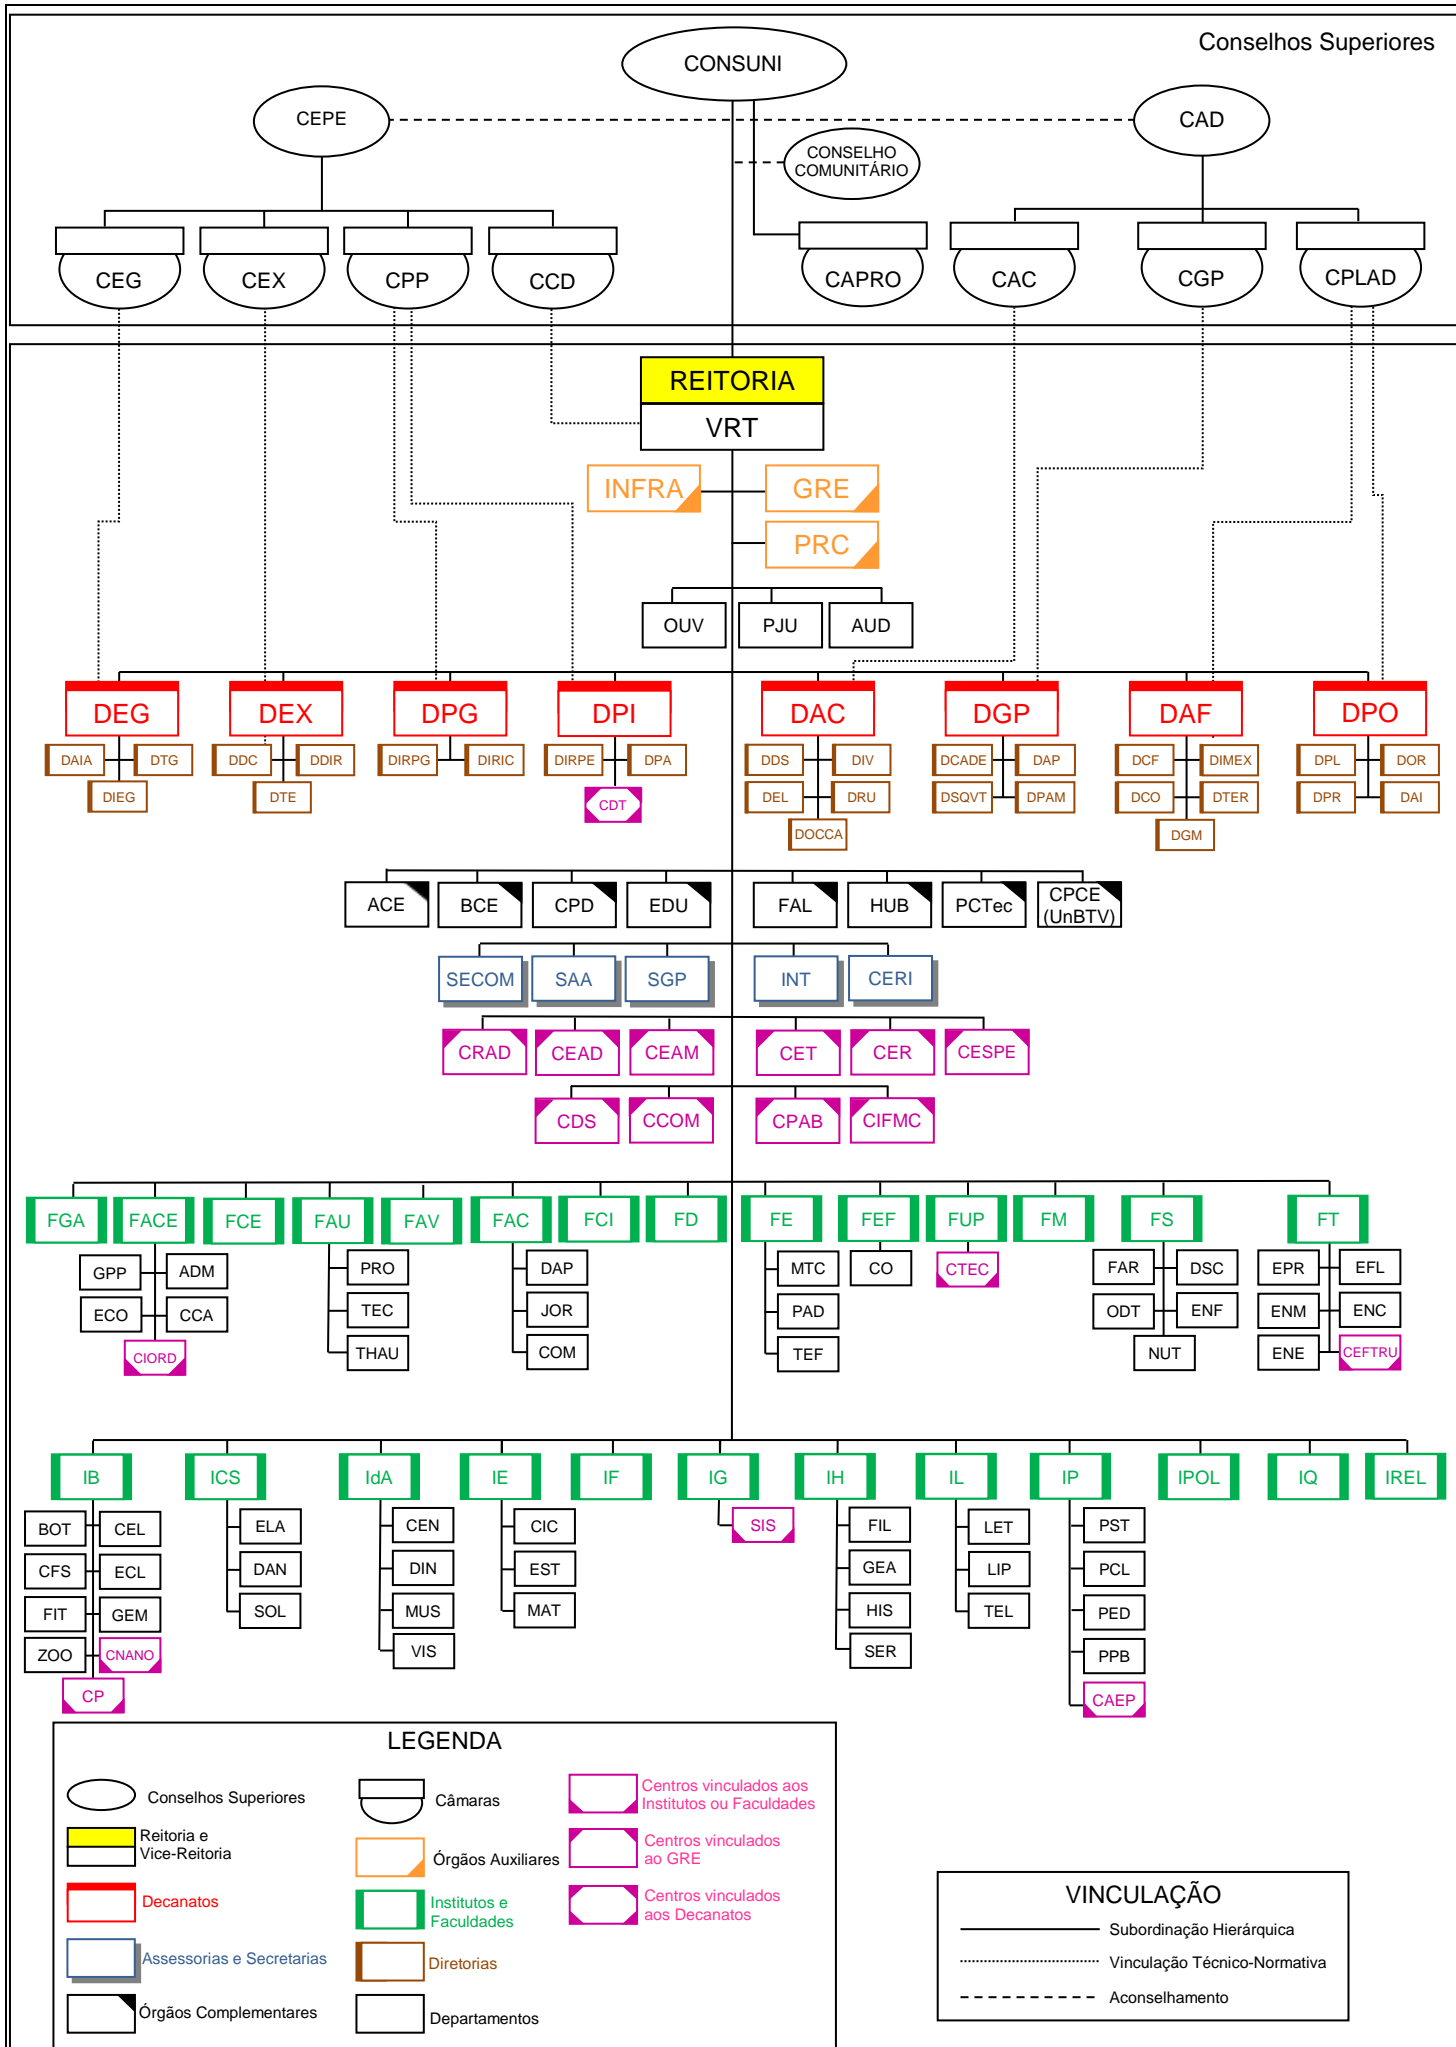 Conselhos Superiores
CONSUNI
CEPE
CAD
CONSELHO
COMUNITÁRIO
CEG
CEX
CPP
CCD
CAPRO
CAC
CGP
CPLAD
REITORIA
VRT
INFRA
GRE
PRC
OUV
PJU
AUD
DEG
DEX
DPG
DPI
DAC
DGP
DAF
DPO
DAIA
DTG
DDC
DDIR
DIRPG
DIRIC
DIRPE
DPA
DDS
DIV
DCADE
DAP
DCF
DIMEX
DPL
DOR
DIEG
DTE
CDT
DEL
DRU
DSQVT
DPAM
DCO
DTER
DPR
DAI
DOCCA
DGM
ACE
BCE
CPD
EDU
FAL
HUB
PCTec
CPCE
(UnBTV)
SECOM
SAA
SGP
INT
CERI
CRAD
CEAD
CEAM
CET
CER
CESPE
CDS
CCOM
CPAB
CIFMC
FGA
FACE
FCE
FAU
FAV
FAC
FCI
FD
FE
FEF
FUP
FM
FS
FT
GPP
ADM
PRO
DAP
MTC
CO
CTEC
FAR
DSC
EPR
EFL
ECO
CCA
TEC
JOR
PAD
ODT
ENF
ENM
ENC
CIORD
THAU
COM
TEF
NUT
ENE
CEFTRU
IB
ICS
IdA
IE
IF
IG
IH
IL
IP
IPOL
IQ
IREL
BOT
CEL
ELA
CEN
CIC
SIS
FIL
LET
PST
CFS
ECL
DAN
DIN
EST
GEA
LIP
PCL
FIT
GEM
SOL
MUS
MAT
HIS
TEL
PED
ZOO
CNANO
VIS
SER
PPB
CP
CAEP
LEGENDA
Conselhos Superiores
Reitoria e
Vice-Reitoria
Decanatos
Assessorias e Secretarias
Órgãos Complementares
Câmaras
Órgãos Auxiliares
Institutos e
Faculdades
Diretorias
Departamentos
Centros vinculados aos
Institutos ou Faculdades
Centros vinculados
ao GRE
Centros vinculados
aos Decanatos
VINCULAÇÃO
Subordinação Hierárquica
Vinculação Técnico-Normativa
Aconselhamento